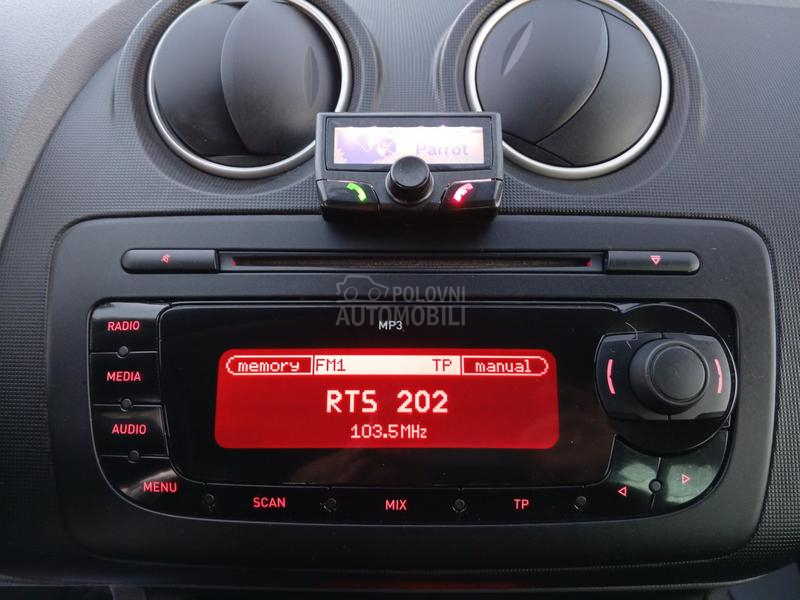 Parrot
POLOVNI
AUTOMOBILI
MP3
RADIO
MEDIA
AUDIO
MENU
memory FM1 TP manual
RTS 202
103.5MHz
SCAN MIX TP